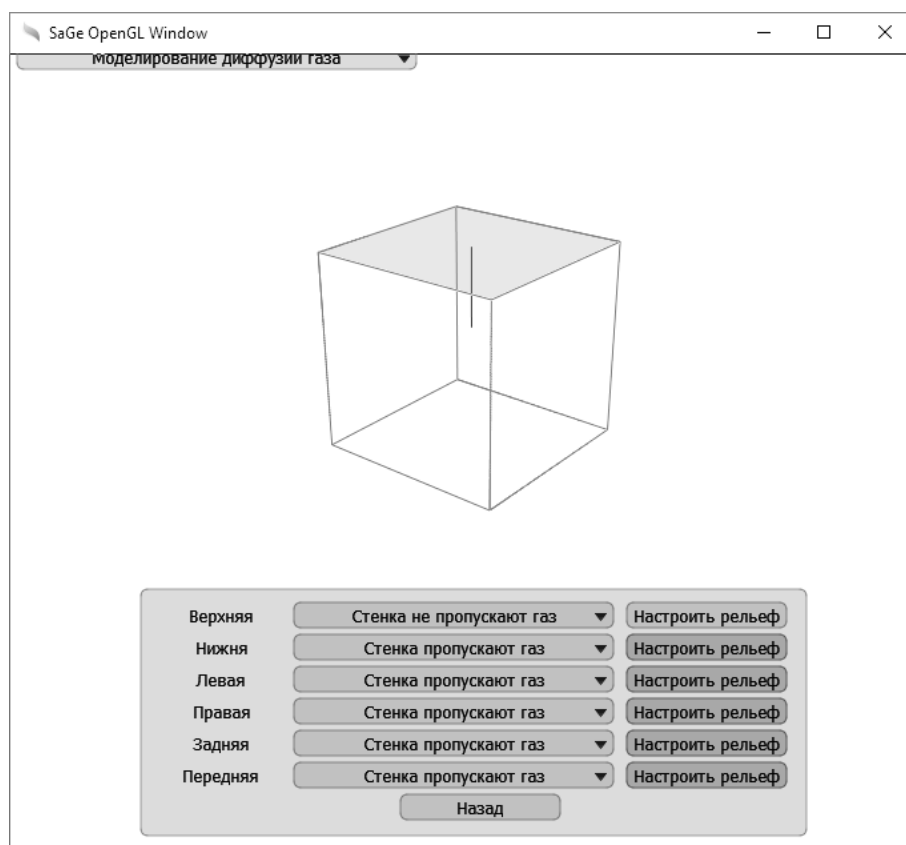 SaGe OpenGL Window
Моделирование диффузии газа
Верхняя Стенка не пропускают газ Настроить рельеф
Нижня Стенка пропускают газ Настроить рельеф
Левая Стенка пропускают газ Настроить рельеф
Правая Стенка пропускают газ Настроить рельеф
Задняя Стенка пропускают газ Настроить рельеф
Передняя Стенка пропускают газ Настроить рельеф
Назад